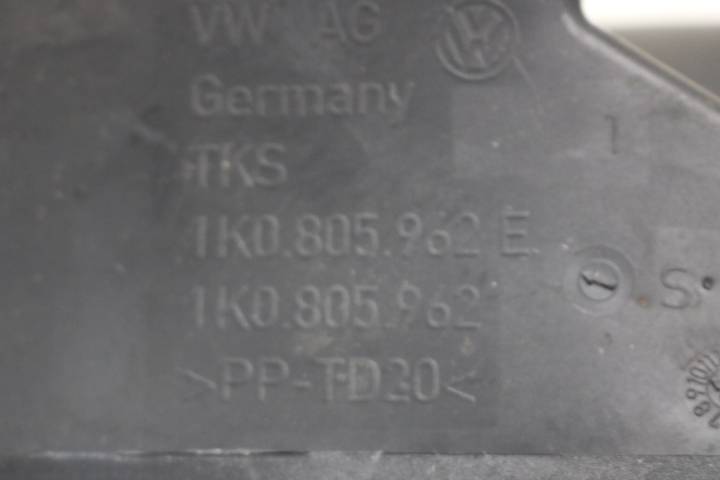 VW AG
Germany
TKS
1
1K0.805.962 E
1K0.805.962
S
>PP-TD20<